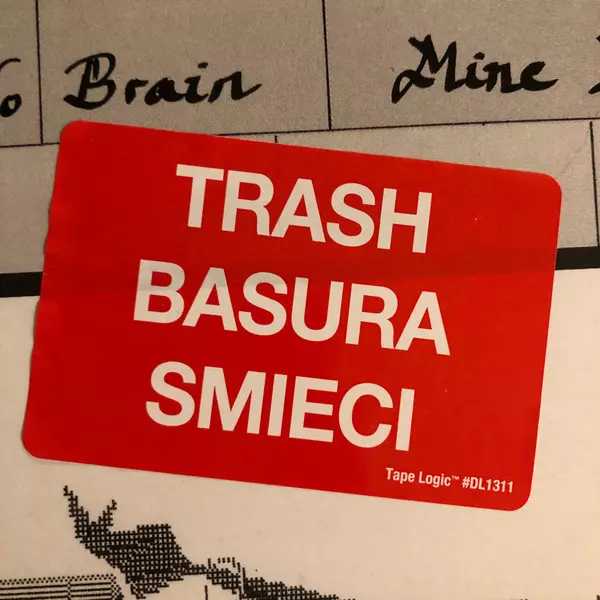 Brain Mine
TRASH
BASURA
SMIECI
Tape Logic™ #DL1311